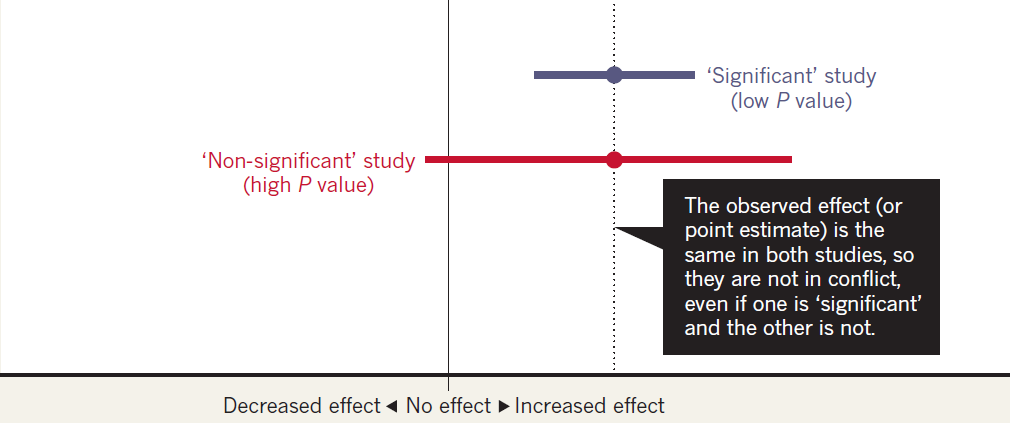 ‘Significant’ study
(low P value)
‘Non-significant’ study
(high P value)
The observed effect (or
point estimate) is the
same in both studies, so
they are not in conflict,
even if one is ‘significant’
and the other is not.
Decreased effect ◀ No effect ▶ Increased effect